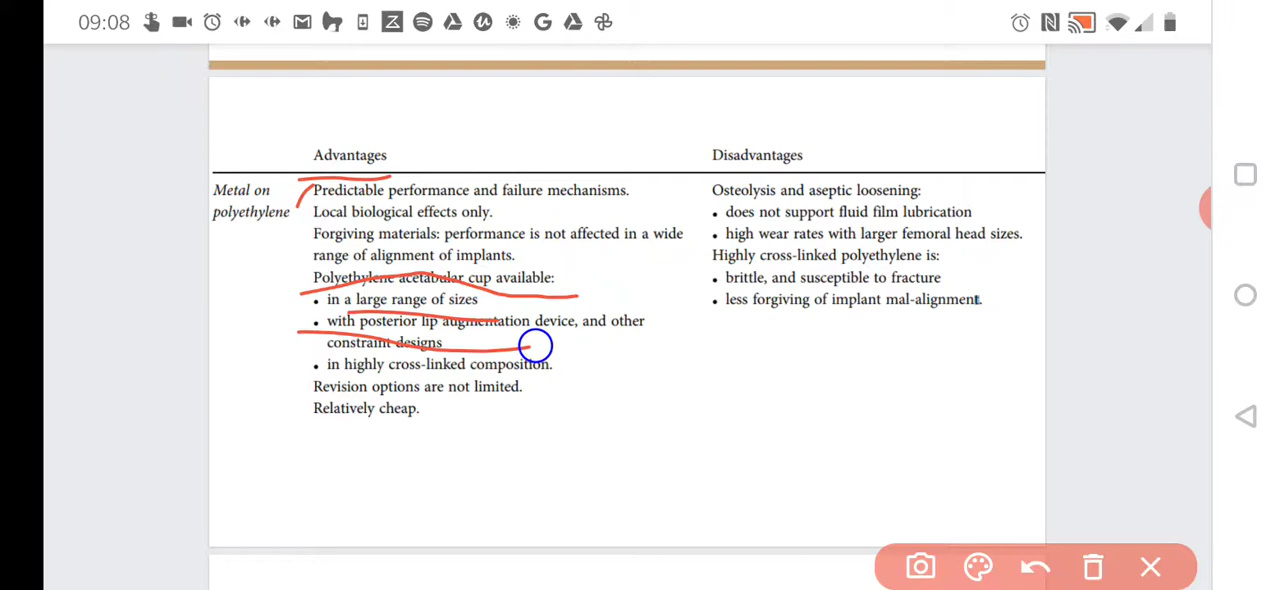 09:08
Advantages
Disadvantages
Metal on
polyethylene
Predictable performance and failure mechanisms.
Local biological effects only.
Forgiving materials: performance is not affected in a wide
range of alignment of implants.
Polyethylene acetabular cup available:
• in a large range of sizes
• with posterior lip augmentation device, and other
constraint designs
• in highly cross-linked composition.
Revision options are not limited.
Relatively cheap.
Osteolysis and aseptic loosening:
• does not support fluid film lubrication
• high wear rates with larger femoral head sizes.
Highly cross-linked polyethylene is:
• brittle, and susceptible to fracture
• less forgiving of implant mal-alignment.